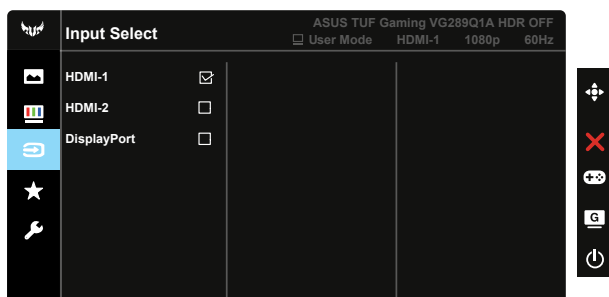 ASUS TUF Gaming VG289Q1A HDR OFF
Input Select
User Mode HDMI-1 1080p 60Hz
HDMI-1
HDMI-2
DisplayPort
G